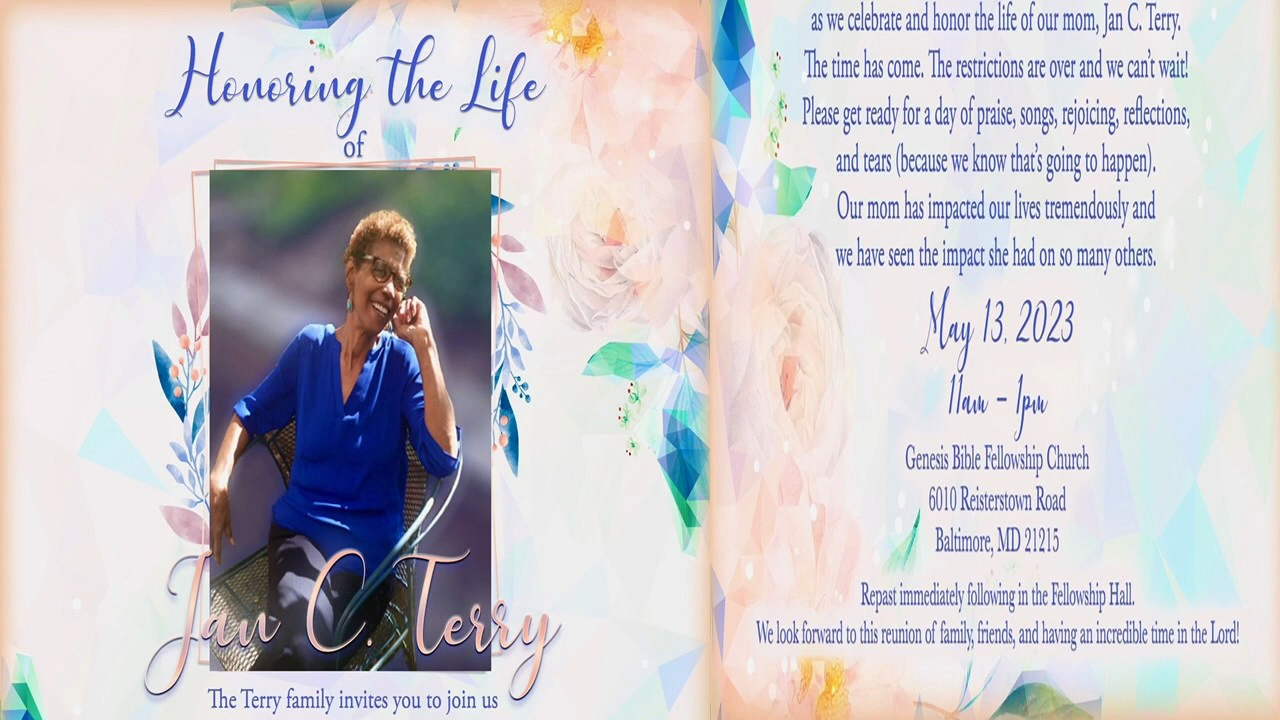 Honoring the Life
of
Jan C. Terry
The Terry family invites you to join us
as we celebrate and honor the life of our mom, Jan C. Terry.
The time has come. The restrictions are over and we can't wait!
Please get ready for a day of praise, songs, rejoicing, reflections,
and tears (because we know that's going to happen).
Our mom has impacted our lives tremendously and
we have seen the impact she had on so many others.
May 13, 2023
11am - 1pm
Genesis Bible Fellowship Church
6010 Reisterstown Road
Baltimore, MD 21215
Repast immediately following in the Fellowship Hall.
We look forward to this reunion of family, friends, and having an incredible time in the Lord!